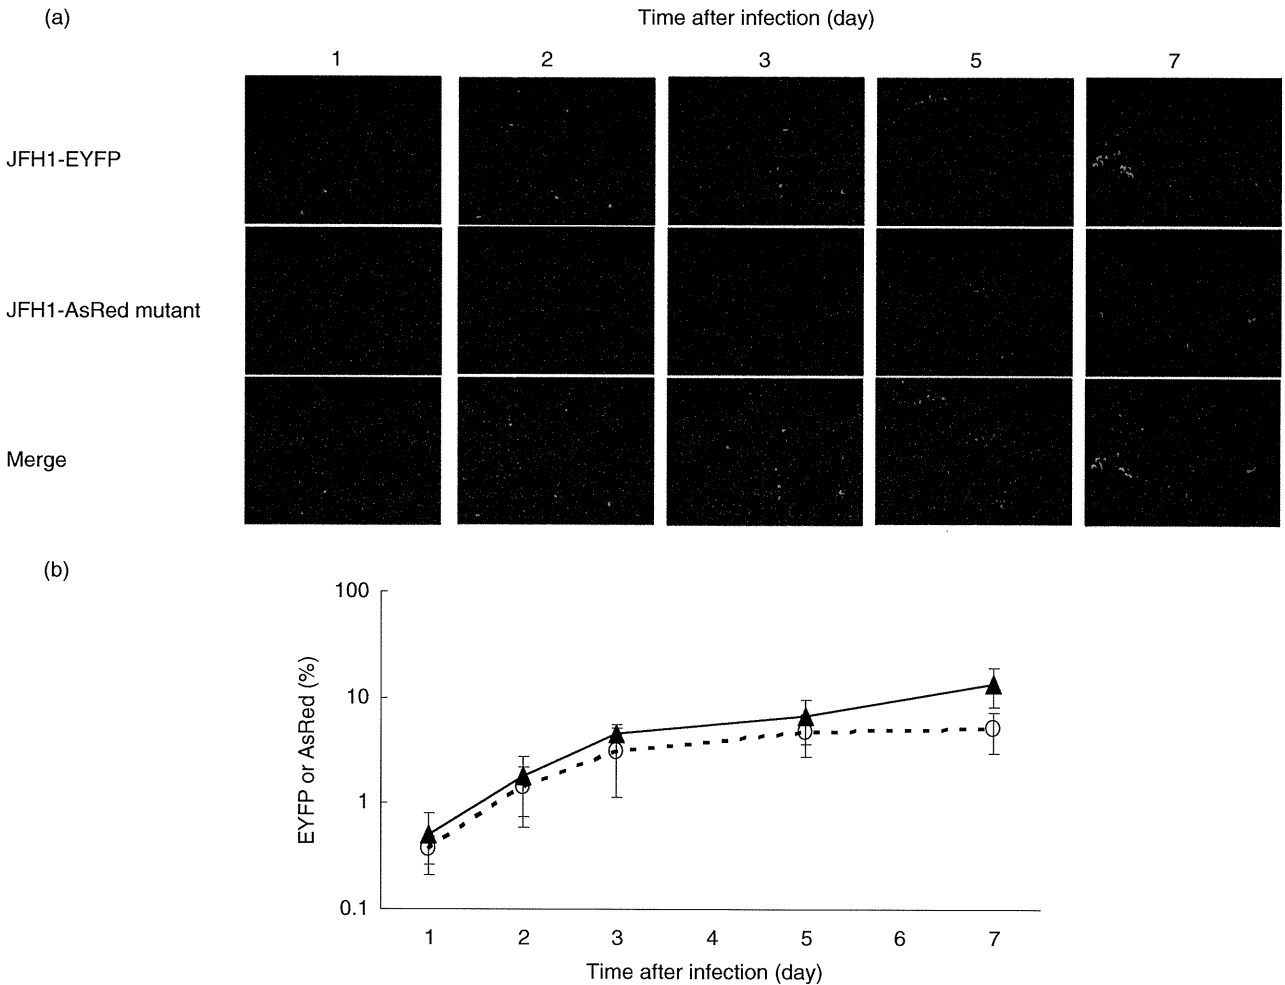 (a)
Time after infection (day)
1 2 3 5 7
JFH1-EYFP
JFH1-AsRed mutant
Merge
(b)
EYFP or AsRed (%)
100
10
1
0.1
1 2 3 4 5 6 7
Time after infection (day)